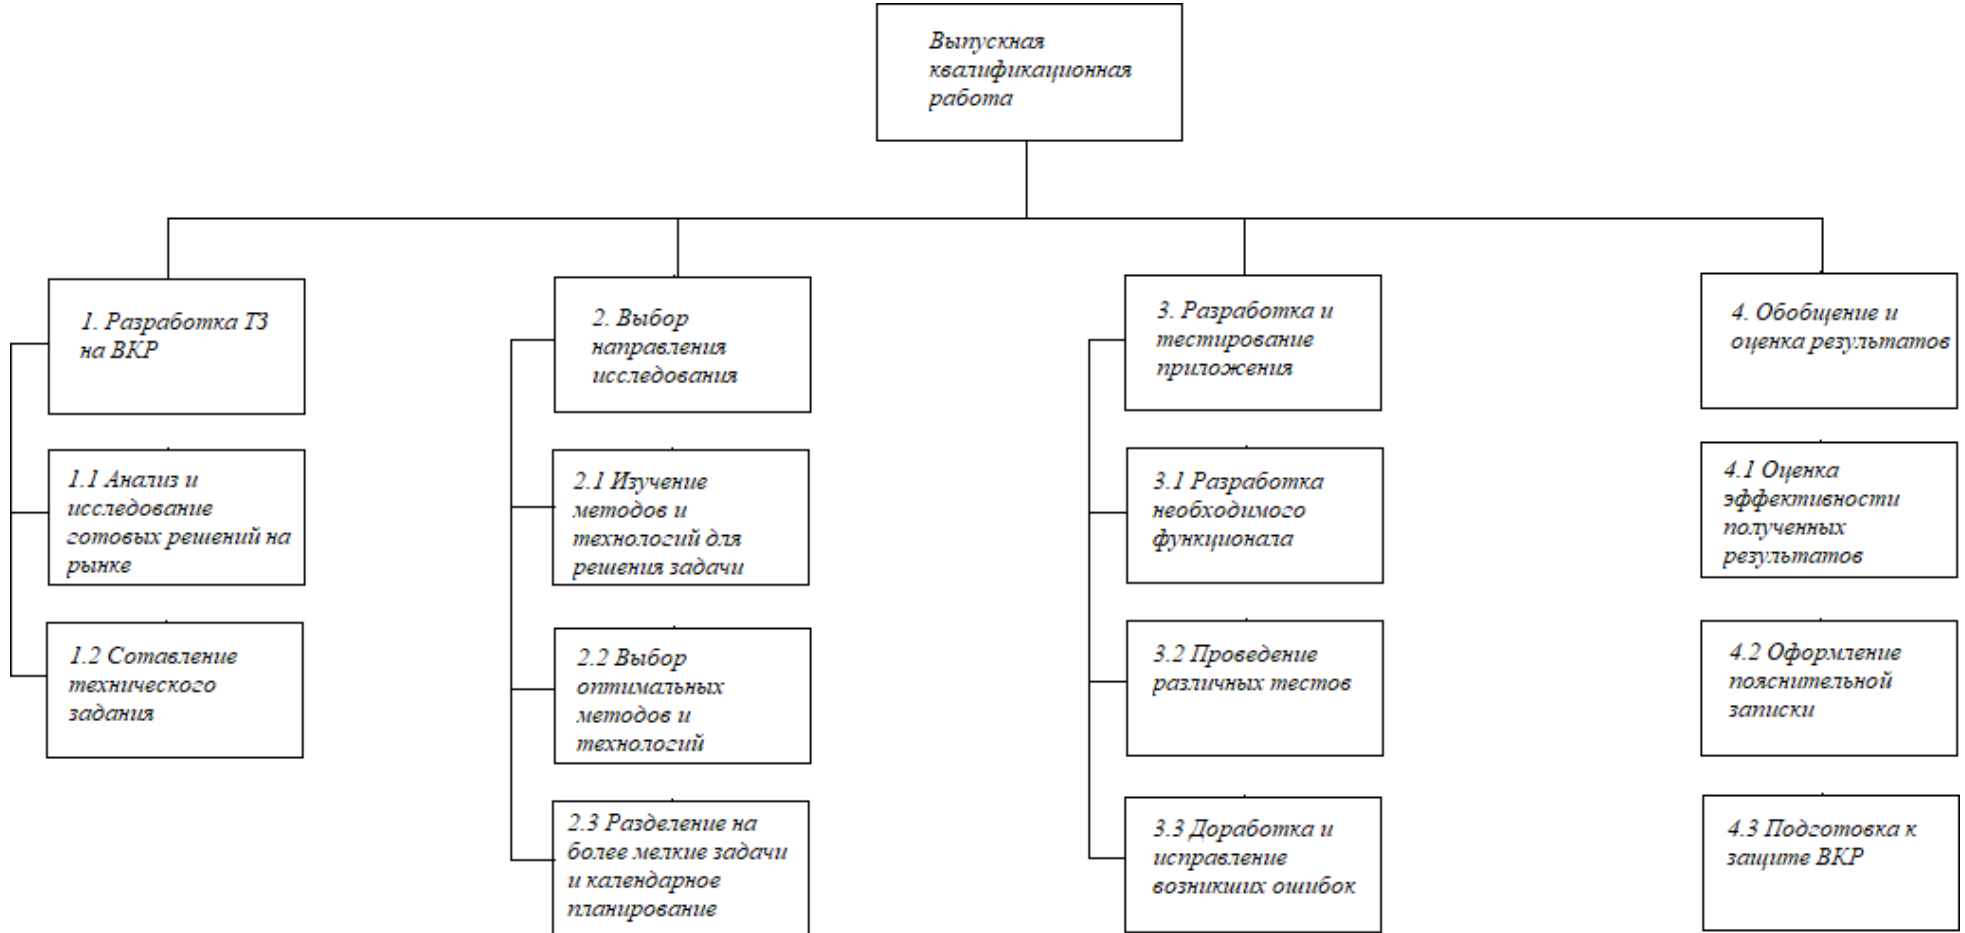 Выпускная
квалификационная
работа
1. Разработка ТЗ
на ВКР
1.1 Анализ и
исследование
готовых решений на
рынке
1.2 Сотавление
технического
задания
2. Выбор
направления
исследования
2.1 Изучение
методов и
технологий для
решения задачи
2.2 Выбор
оптимальных
методов и
технологий
2.3 Разделение на
более мелкие задачи
и календарное
планирование
3. Разработка и
тестирование
приложения
3.1 Разработка
необходимого
функционала
3.2 Проведение
различных тестов
3.3 Доработка и
исправление
возникших ошибок
4. Обобщение и
оценка результатов
4.1 Оценка
эффективности
полученных
результатов
4.2 Оформление
пояснительной
записки
4.3 Подготовка к
защите ВКР